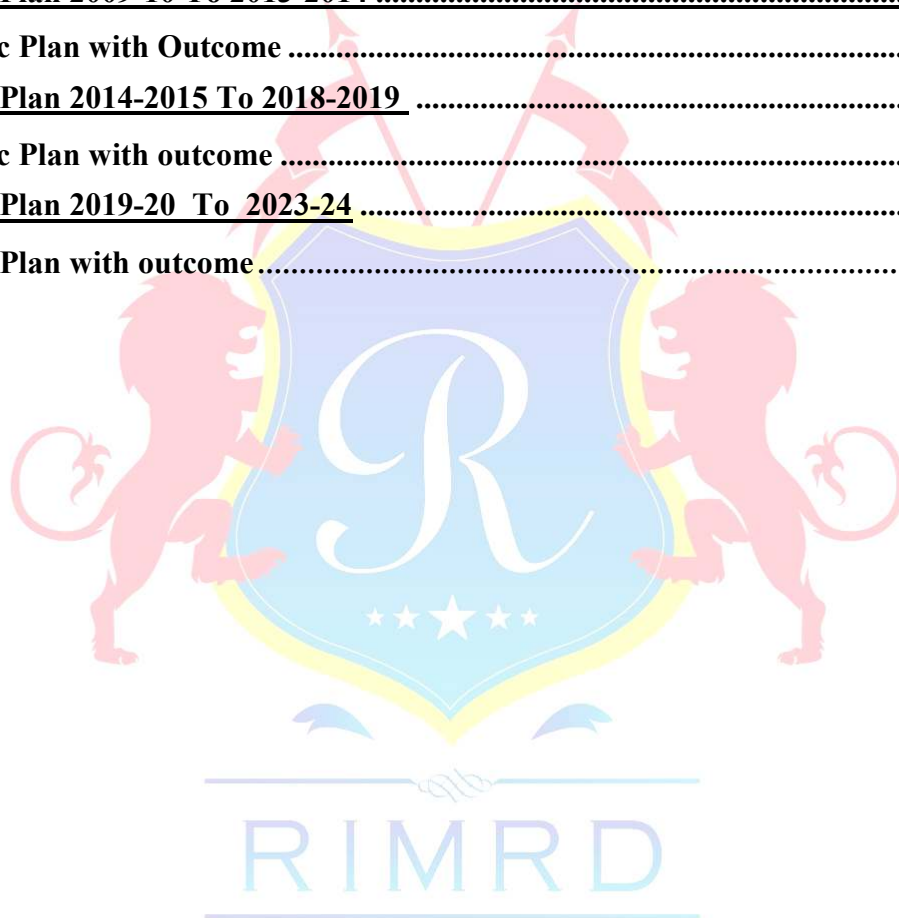 Plan 2009-10 To 2013-2014 ....................................................................
c Plan with Outcome ..........................................................................
Plan 2014-2015 To 2018-2019 ...........................................................
c Plan with outcome ...........................................................................
Plan 2019-20 To 2023-24 .................................................................
Plan with outcome.............................................................................
R
RIMRD